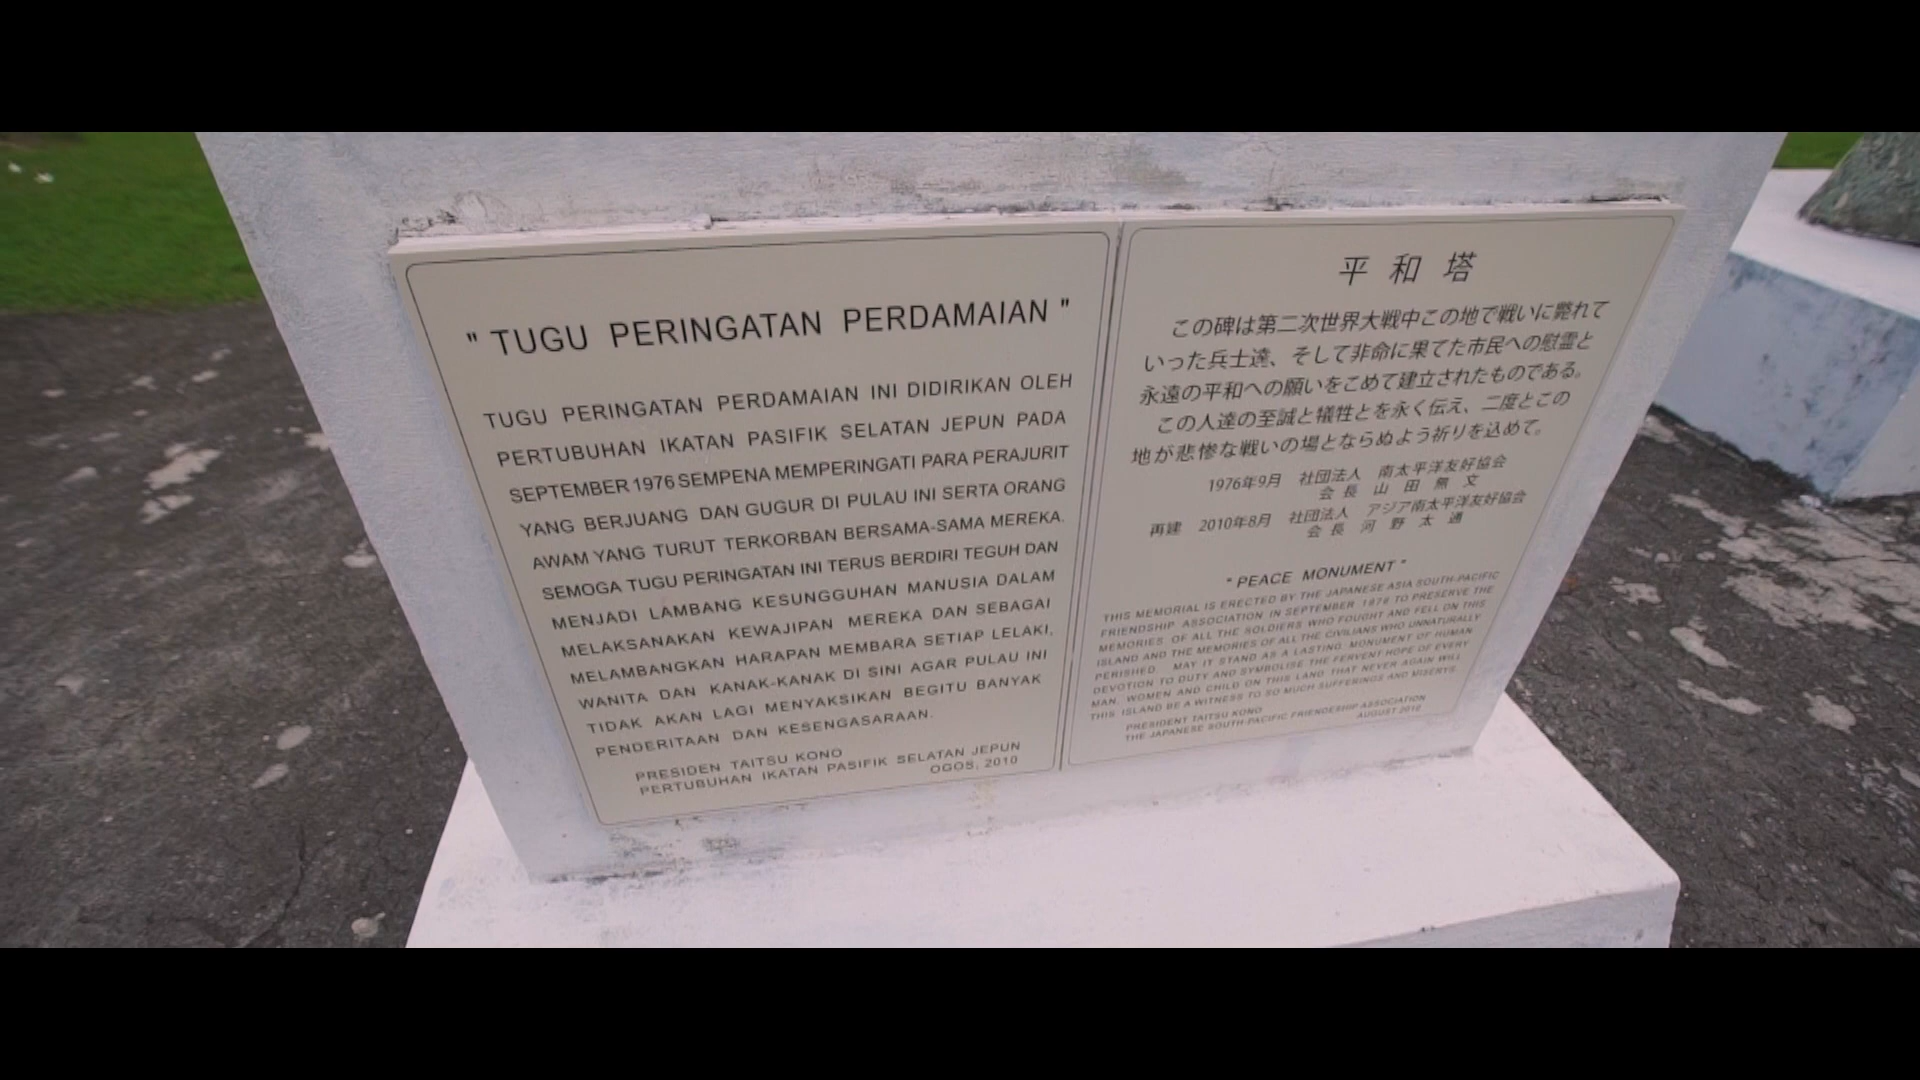 " TUGU PERINGATAN PERDAMAIAN "
TUGU PERINGATAN PERDAMAIAN INI DIDIRIKAN OLEH
PERTUBUHAN IKATAN PASIFIK SELATAN JEPUN PADA
SEPTEMBER 1976 SEMPENA MEMPERINGATI PARA PERAJURIT
YANG BERJUANG DAN GUGUR DI PULAU INI SERTA ORANG
AWAM YANG TURUT TERKORBAN BERSAMA-SAMA MEREKA.
SEMOGA TUGU PERINGATAN INI TERUS BERDIRI TEGUH DAN
MENJADI LAMBANG KESUNGGUHAN MANUSIA DALAM
MELAKSANAKAN KEWAJIPAN MEREKA DAN SEBAGAI
MELAMBANGKAN HARAPAN MEMBARA SETIAP LELAKI,
WANITA DAN KANAK-KANAK DI SINI AGAR PULAU INI
TIDAK AKAN LAGI MENYAKSIKAN BEGITU BANYAK
PENDERITAAN DAN KESENGASARAAN.
PRESIDEN TAITSU KONO
PERTUBUHAN IKATAN PASIFIK SELATAN JEPUN
OGOS, 2010
平和塔
この碑は第二次世界大戦中この地で戦いに斃れて
いった兵士達、そして非命に果てた市民への慰霊と
永遠の平和への願いをこめて建立されたものである。
この人達の至誠と犠牲とを永く伝え、二度とこの
地が悲惨な戦いの場とならぬよう祈りを込めて。
1976年9月 社団法人 南太平洋友好協会
会長 山田無文
再建 2010年8月 社団法人 アジア南太平洋友好協会
会長 河野太通
" PEACE MONUMENT "
THIS MEMORIAL IS ERECTED BY THE JAPANESE ASIA SOUTH-PACIFIC
FRIENDSHIP ASSOCIATION IN SEPTEMBER 1976 TO PRESERVE THE
MEMORIES OF ALL THE SOLDIERS WHO FOUGHT AND FELL ON THIS
ISLAND AND THE MEMORIES OF ALL THE CIVILIANS WHO UNNATURALLY
PERISHED. MAY IT STAND AS A LASTING MONUMENT OF HUMAN
DEVOTION TO DUTY AND SYMBOLISE THE FERVENT HOPE OF EVERY
MAN, WOMEN AND CHILD ON THIS LAND THAT NEVER AGAIN WILL
THIS ISLAND BE A WITNESS TO SO MUCH SUFFERINGS AND MISERYS.
PRESIDENT TAITSU KONO
THE JAPANESE SOUTH-PACIFIC FRIENDSHIP ASSOCIATION
AUGUST 2010